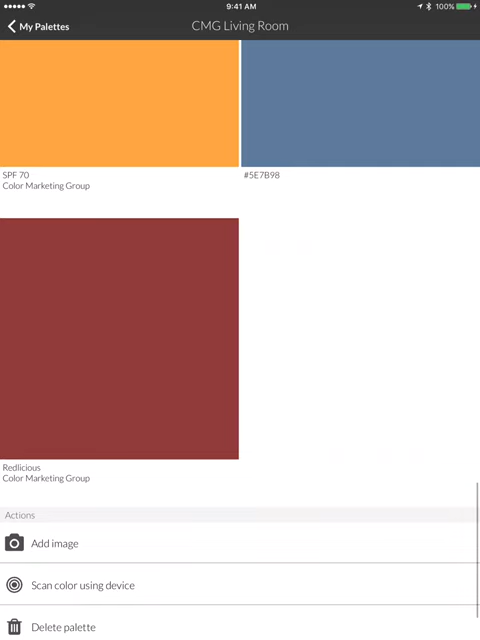 9:41 AM
100%
My Palettes
CMG Living Room
SPF 70
Color Marketing Group
#5E7B98
Redlicious
Color Marketing Group
Actions
Add image
Scan color using device
Delete palette